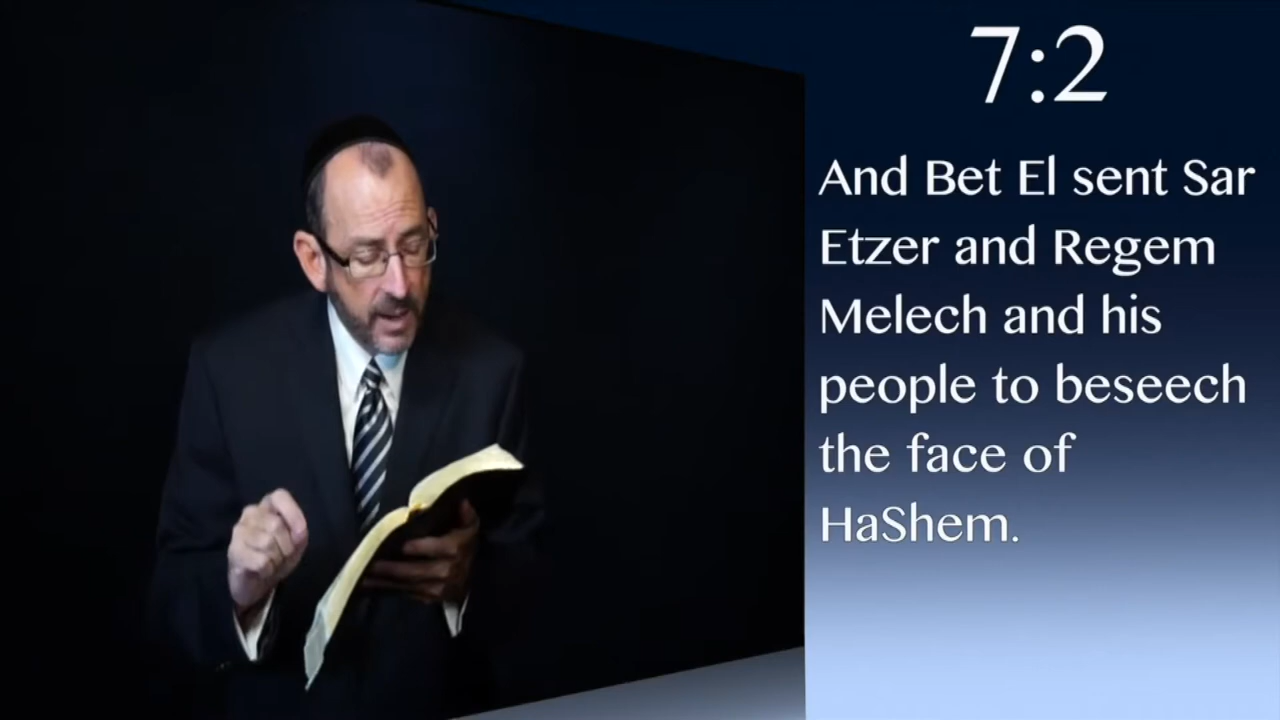 7:2
And Bet El sent Sar
Etzer and Regem
Melech and his
people to beseech
the face of
HaShem.